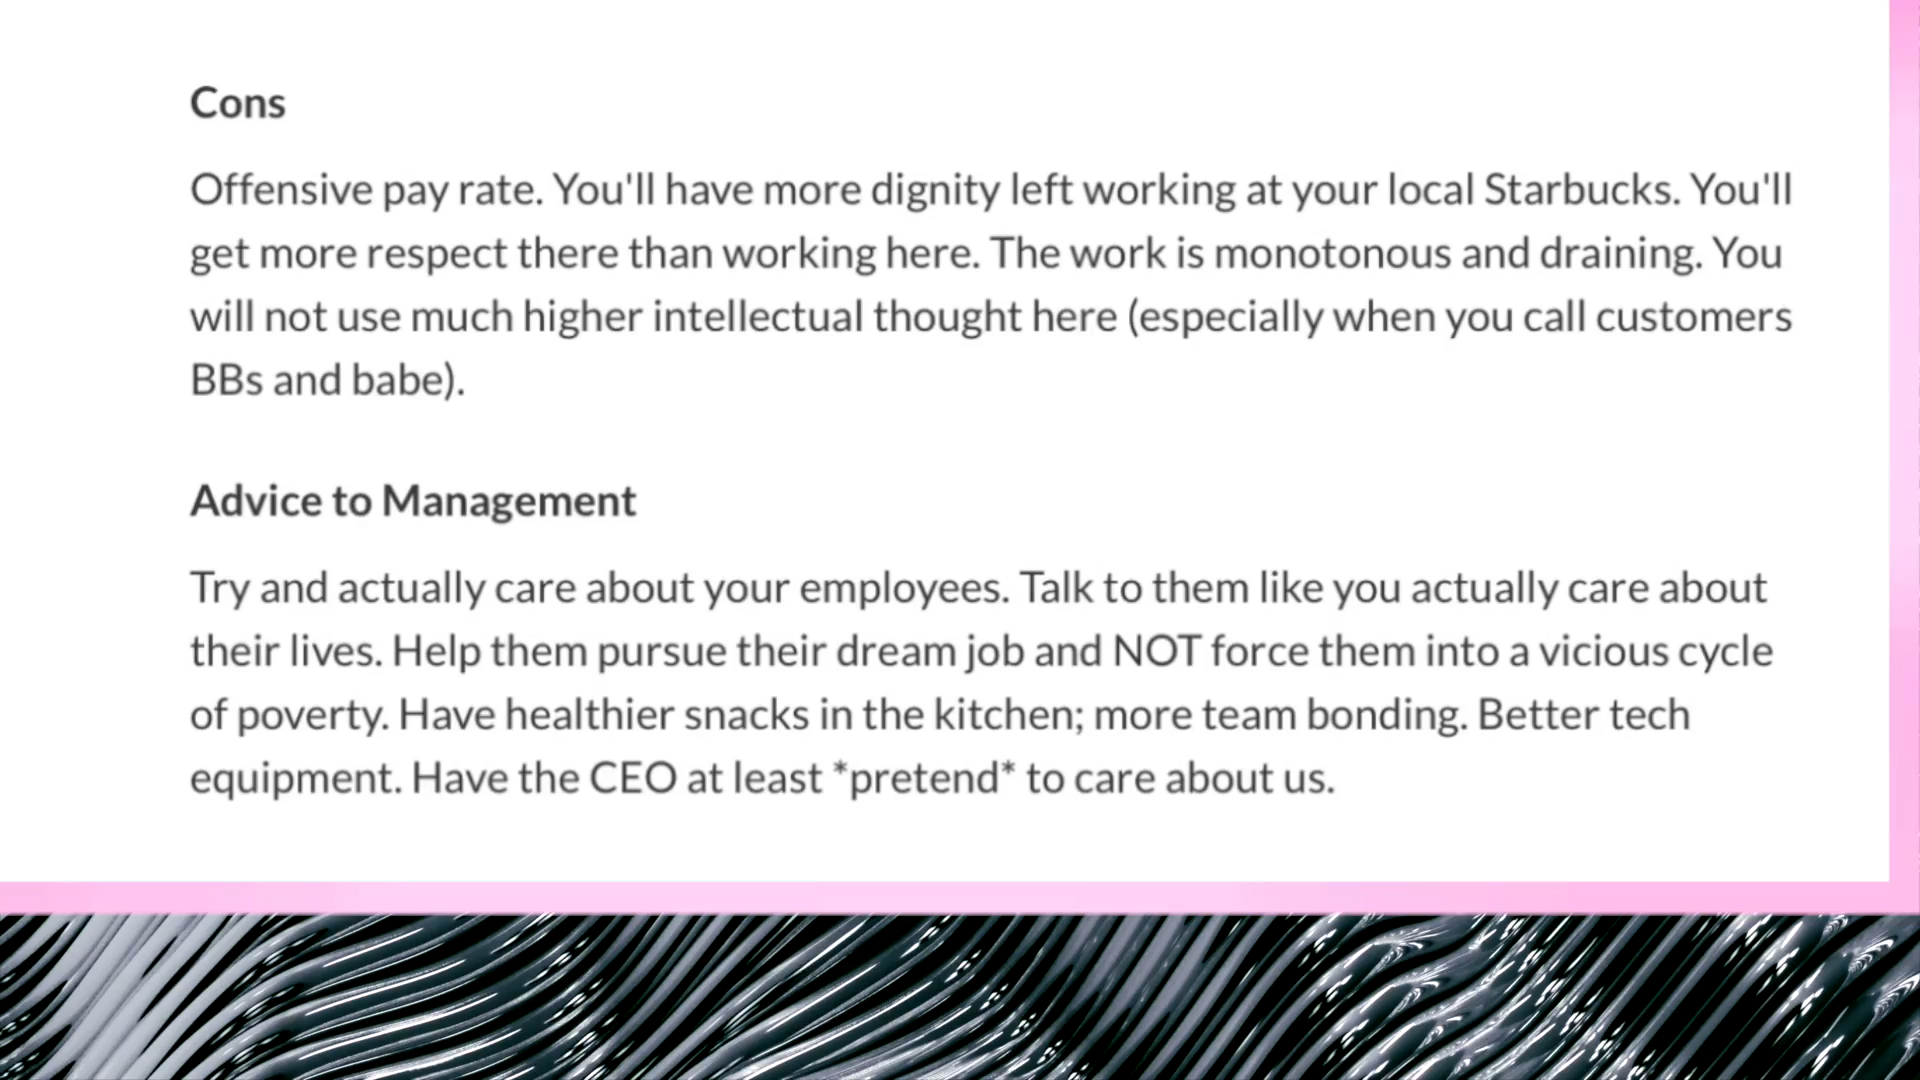 Cons
Offensive pay rate. You'll have more dignity left working at your local Starbucks. You'll
get more respect there than working here. The work is monotonous and draining. You
will not use much higher intellectual thought here (especially when you call customers
BBs and babe).
Advice to Management
Try and actually care about your employees. Talk to them like you actually care about
their lives. Help them pursue their dream job and NOT force them into a vicious cycle
of poverty. Have healthier snacks in the kitchen; more team bonding. Better tech
equipment. Have the CEO at least *pretend* to care about us.